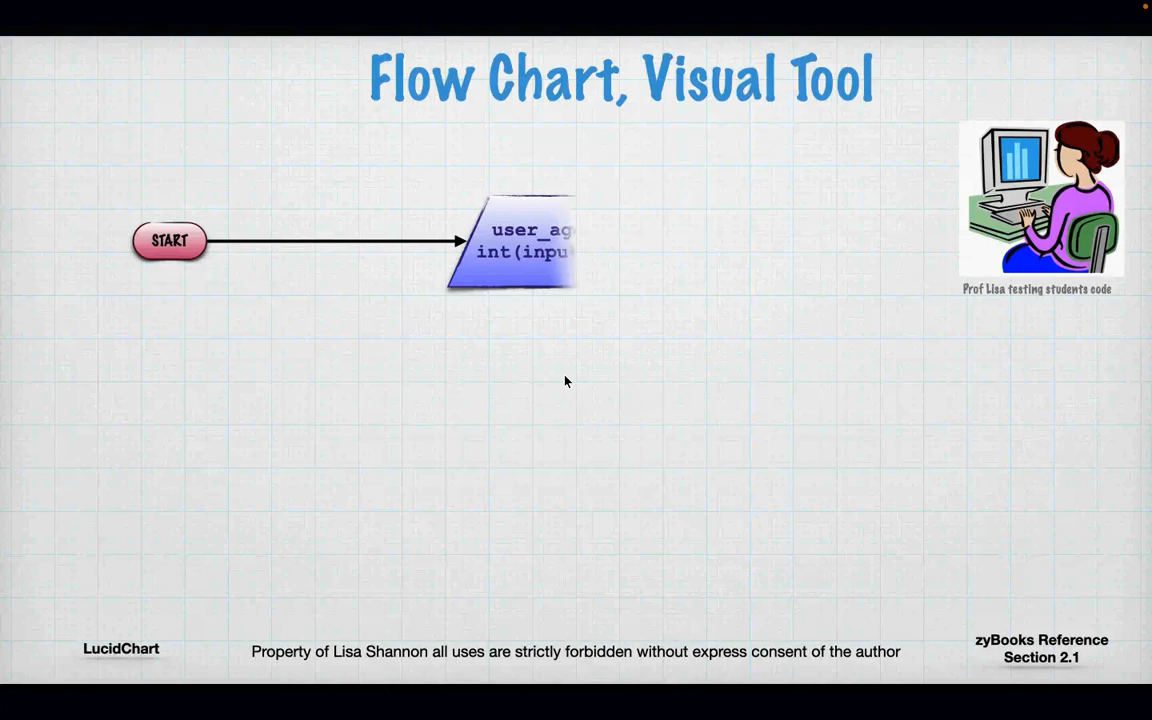 Flow Chart, Visual Tool
START
user_ag
int(inpu
Prof Lisa testing students code
LucidChart
Property of Lisa Shannon all uses are strictly forbidden without express consent of the author
zyBooks Reference
Section 2.1